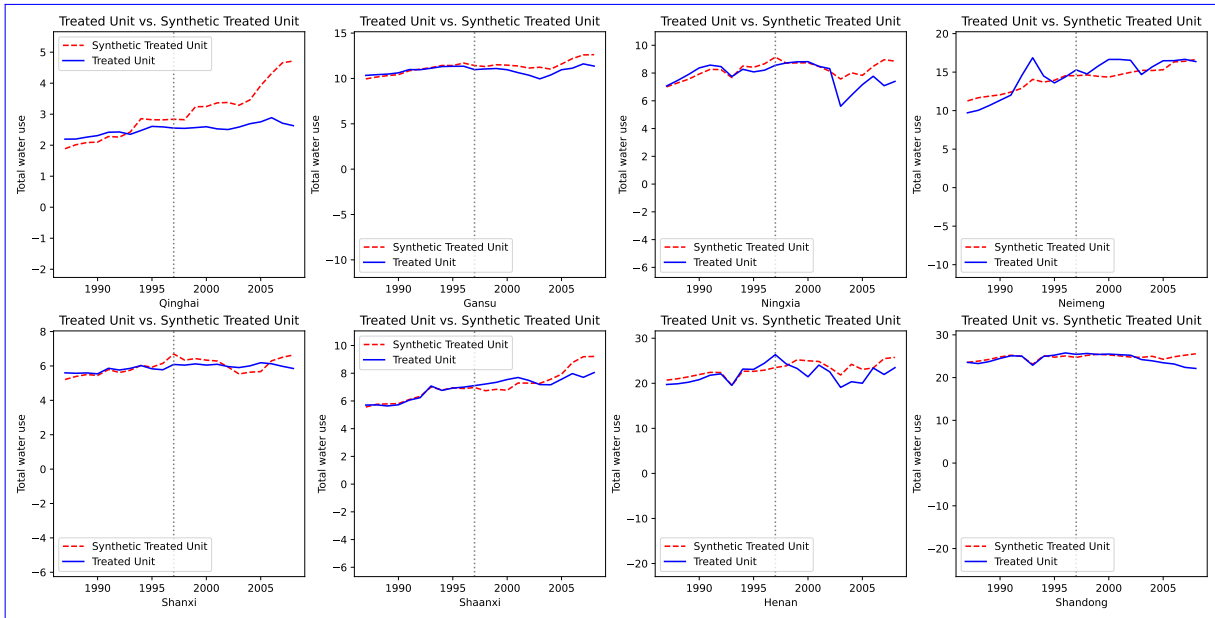 Treated Unit vs. Synthetic Treated Unit
Total water use
5
4
3
2
1
0
−1
−2
Synthetic Treated Unit
Treated Unit
1990 1995 2000 2005
Qinghai
Treated Unit vs. Synthetic Treated Unit
Total water use
15
10
5
0
−5
−10
Synthetic Treated Unit
Treated Unit
1990 1995 2000 2005
Gansu
Treated Unit vs. Synthetic Treated Unit
Total water use
10
8
6
4
2
0
−2
−4
−6
Synthetic Treated Unit
Treated Unit
1990 1995 2000 2005
Ningxia
Treated Unit vs. Synthetic Treated Unit
Total water use
20
15
10
5
0
−5
−10
Synthetic Treated Unit
Treated Unit
1990 1995 2000 2005
Neimeng
Treated Unit vs. Synthetic Treated Unit
Total water use
8
6
4
2
0
−2
−4
−6
Synthetic Treated Unit
Treated Unit
1990 1995 2000 2005
Shanxi
Treated Unit vs. Synthetic Treated Unit
Total water use
10
8
6
4
2
0
−2
−4
−6
Synthetic Treated Unit
Treated Unit
1990 1995 2000 2005
Shaanxi
Treated Unit vs. Synthetic Treated Unit
Total water use
30
20
10
0
−10
−20
Synthetic Treated Unit
Treated Unit
1990 1995 2000 2005
Henan
Treated Unit vs. Synthetic Treated Unit
Total water use
30
20
10
0
−10
−20
Synthetic Treated Unit
Treated Unit
1990 1995 2000 2005
Shandong